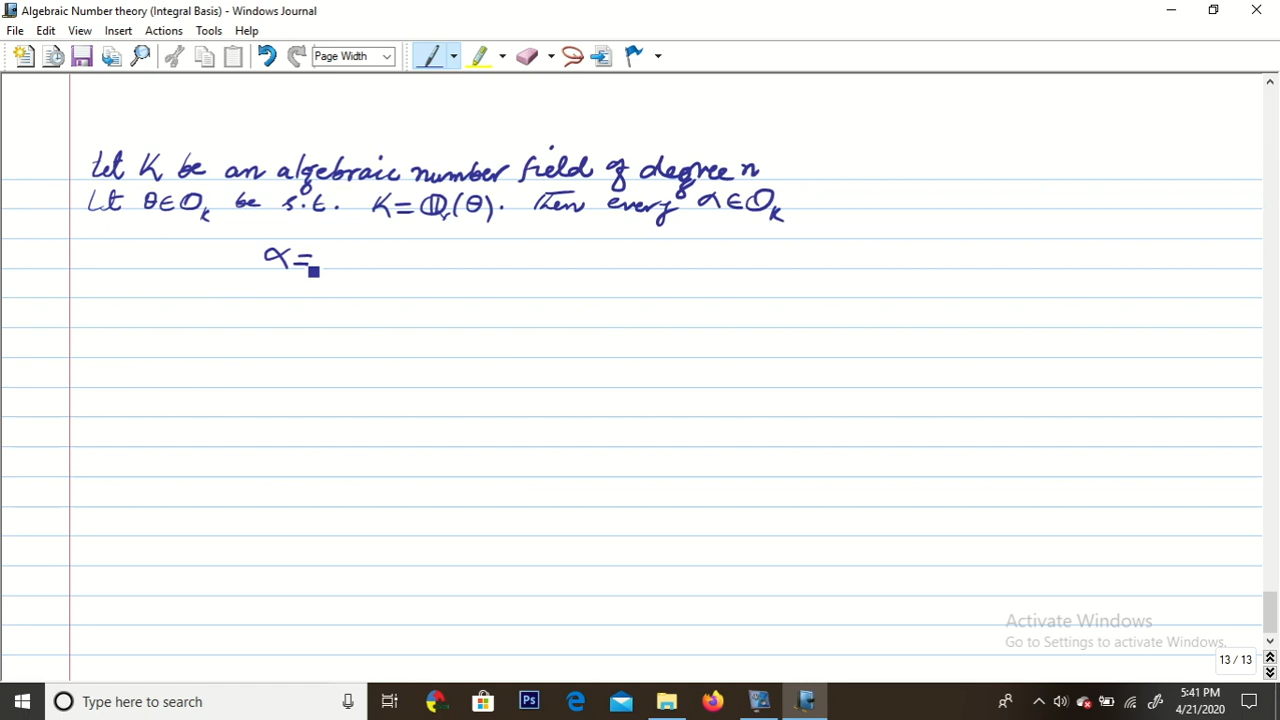 Algebraic Number theory (Integral Basis) - Windows Journal
File Edit View Insert Actions Tools Help
Page Width
Let K be an algebraic number field of degree n
Let θ∈O_K be s.t. K=ℚ(θ). Then every α∈O_K
α=
Activate Windows
Go to Settings to activate Windows.
13 / 13
Type here to search
Ps
5:41 PM
4/21/2020